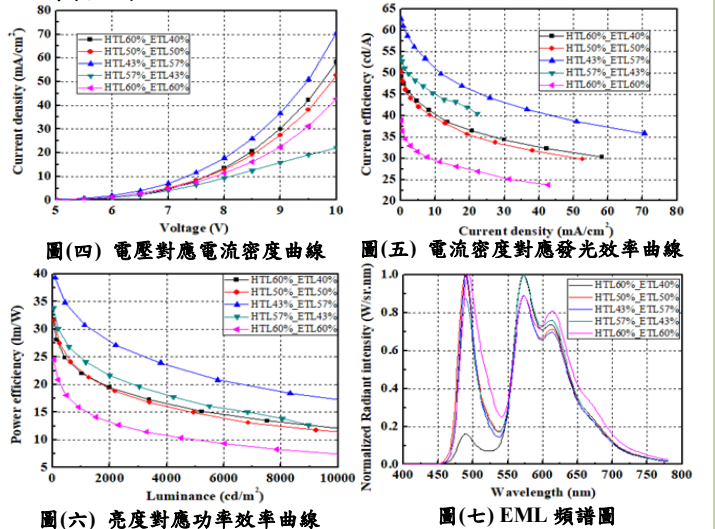 80
70
60
50
40
30
20
10
0
Current density (mA/cm²)
HTL60%_ETL40%
HTL50%_ETL50%
HTL43%_ETL57%
HTL57%_ETL43%
HTL60%_ETL60%
5 6 7 8 9 10
Voltage (V)
圖(四) 電壓對應電流密度曲線
65
60
55
50
45
40
35
30
25
20
Current efficiency (cd/A)
HTL60%_ETL40%
HTL50%_ETL50%
HTL43%_ETL57%
HTL57%_ETL43%
HTL60%_ETL60%
0 10 20 30 40 50 60 70 80
Current density (mA/cm²)
圖(五) 電流密度對應發光效率曲線
40
35
30
25
20
15
10
5
Power efficiency (lm/W)
HTL60%_ETL40%
HTL50%_ETL50%
HTL43%_ETL57%
HTL57%_ETL43%
HTL60%_ETL60%
0 2000 4000 6000 8000 10000
Luminance (cd/m²)
圖(六) 亮度對應功率效率曲線
1.0
0.8
0.6
0.4
0.2
0.0
Normalized Radiant intensity (W/sr.nm)
HTL60%_ETL40%
HTL50%_ETL50%
HTL43%_ETL57%
HTL57%_ETL43%
HTL60%_ETL60%
400 450 500 550 600 650 700 750 800
Wavelength (nm)
圖(七) EML 頻譜圖